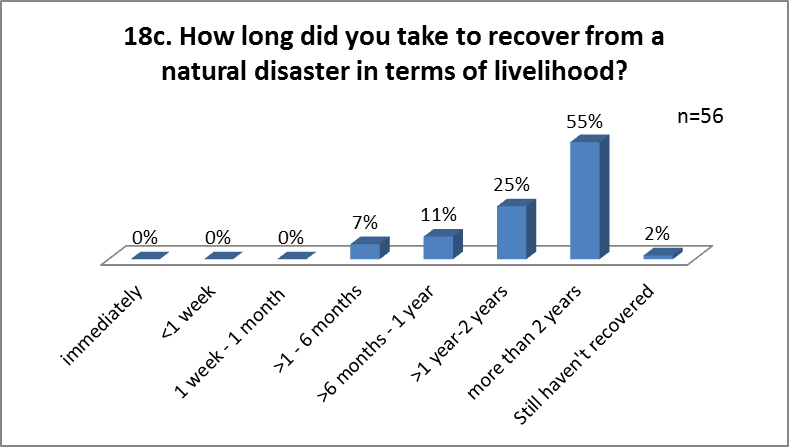 18c. How long did you take to recover from a
natural disaster in terms of livelihood?
n=56
0%
0%
0%
7%
11%
25%
55%
2%
immediately
<1 week
1 week - 1 month
>1 - 6 months
>6 months - 1 year
>1 year-2 years
more than 2 years
Still haven't recovered